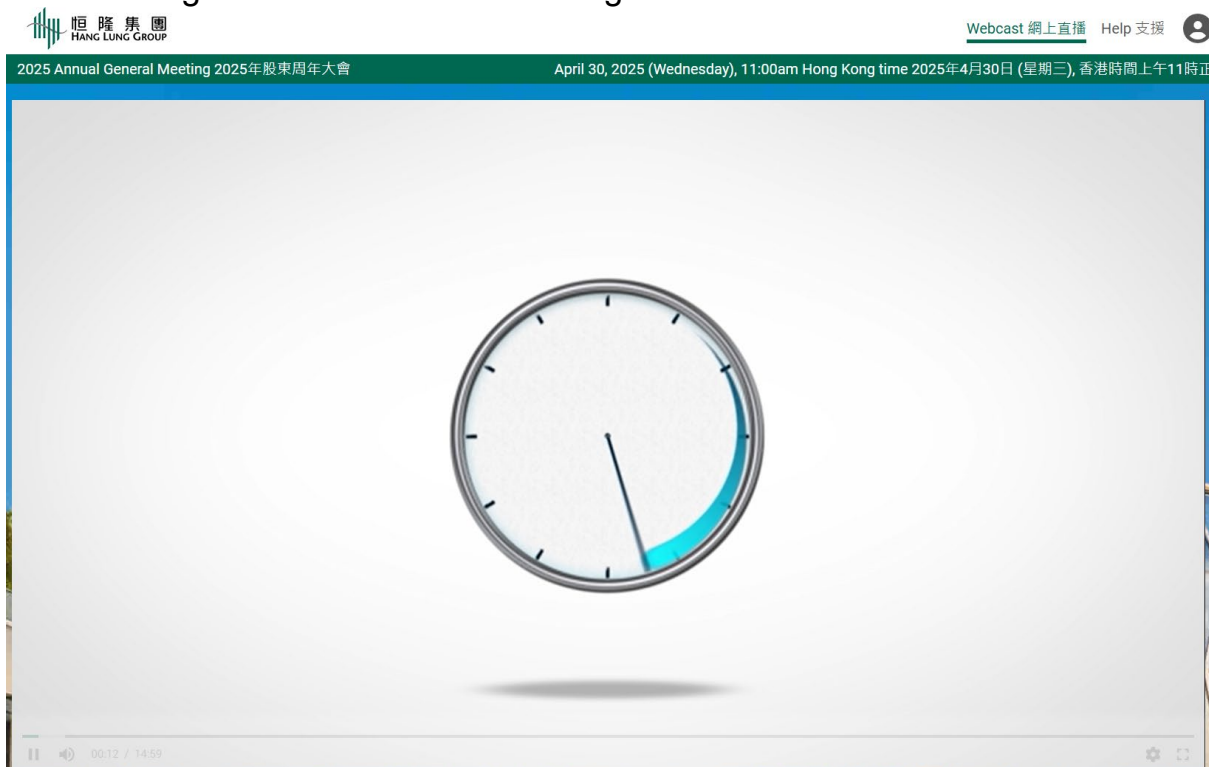 恒隆集團
HANG LUNG GROUP
Webcast 網上直播 Help 支援
2025 Annual General Meeting 2025年股東周年大會
April 30, 2025 (Wednesday), 11:00am Hong Kong time 2025年4月30日 (星期三), 香港時間上午11時正
00:12 / 14:59